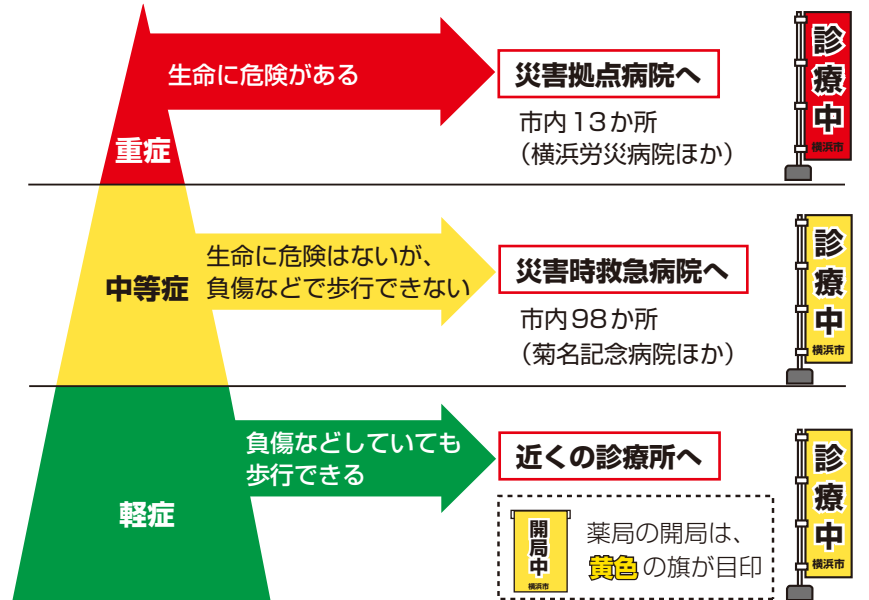 生命に危険がある
重症
災害拠点病院へ
市内13か所
（横浜労災病院ほか）
診療中
横浜市
中等症
生命に危険はないが、
負傷などで歩行できない
災害時救急病院へ
市内98か所
（菊名記念病院ほか）
診療中
横浜市
軽症
負傷などしていても
歩行できる
近くの診療所へ
開局中
横浜市
薬局の開局は、
黄色の旗が目印
診療中
横浜市